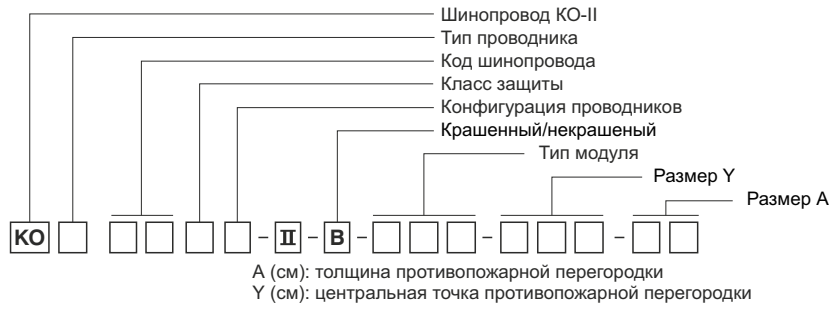 Шинопровод КО-II
Тип проводника
Код шинопровода
Класс защиты
Конфигурация проводников
Крашенный/некрашеный
Тип модуля
Размер Y
Размер А
KO - II - B - - -
А (см): толщина противопожарной перегородки
Y (см): центральная точка противопожарной перегородки